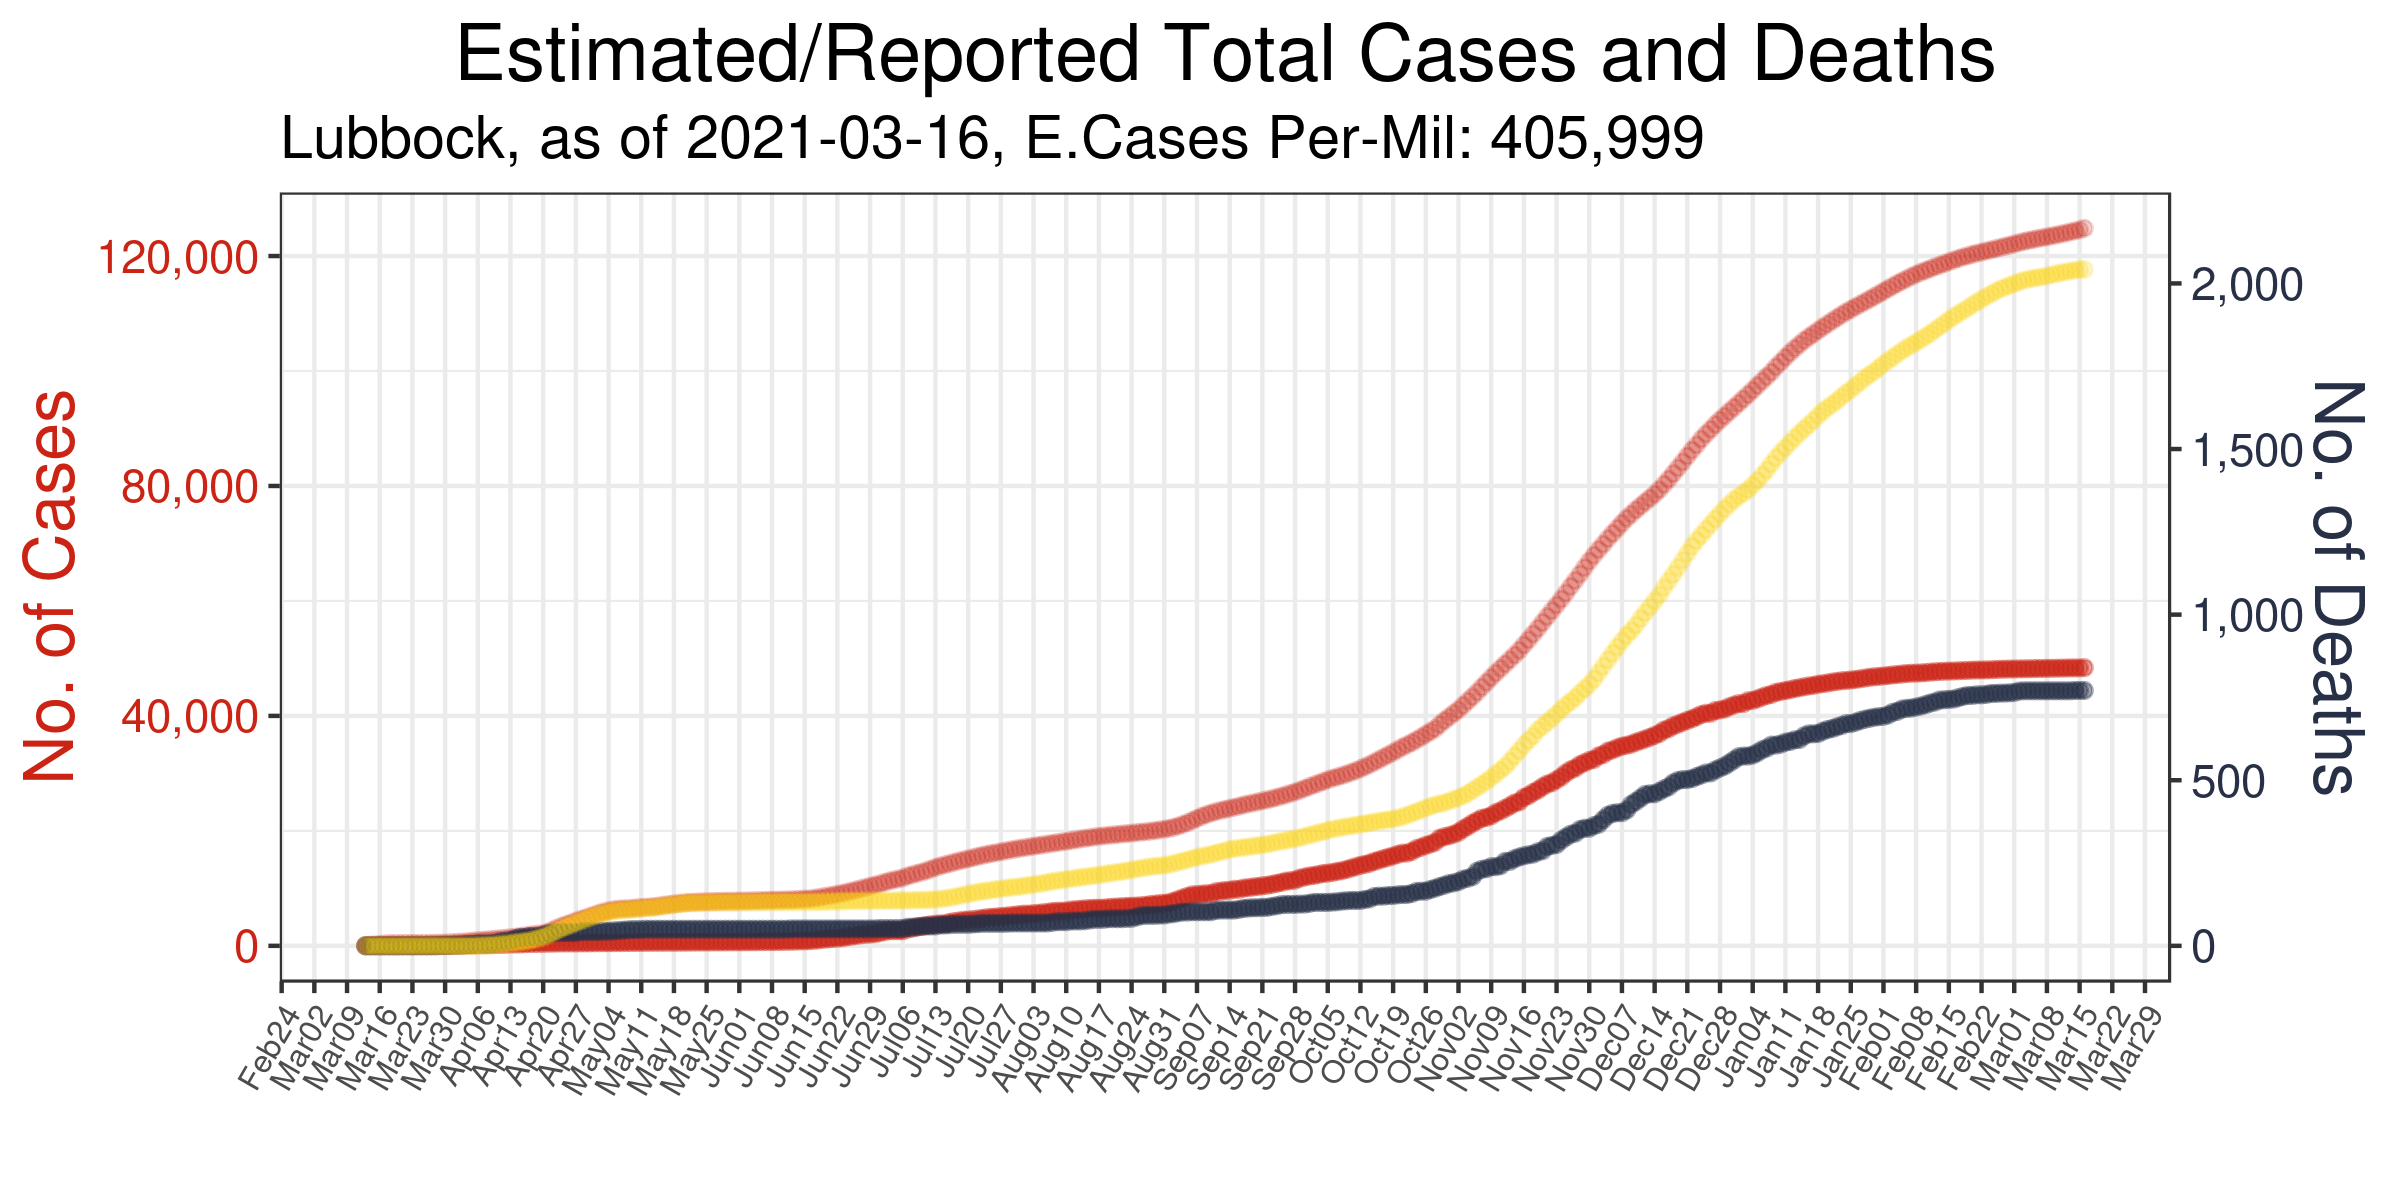 Estimated/Reported Total Cases and Deaths
Lubbock, as of 2021-03-16, E.Cases Per-Mil: 405,999
No. of Cases
120,000
80,000
40,000
0
2,000
1,500
1,000
500
0
No. of Deaths
Feb24
Mar02
Mar09
Mar16
Mar23
Mar30
Apr06
Apr13
Apr20
Apr27
May04
May11
May18
May25
Jun01
Jun08
Jun15
Jun22
Jun29
Jul06
Jul13
Jul20
Jul27
Aug03
Aug10
Aug17
Aug24
Aug31
Sep07
Sep14
Sep21
Sep28
Oct05
Oct12
Oct19
Oct26
Nov02
Nov09
Nov16
Nov23
Nov30
Dec07
Dec14
Dec21
Dec28
Jan04
Jan11
Jan18
Jan25
Feb01
Feb08
Feb15
Feb22
Mar01
Mar08
Mar15
Mar22
Mar29